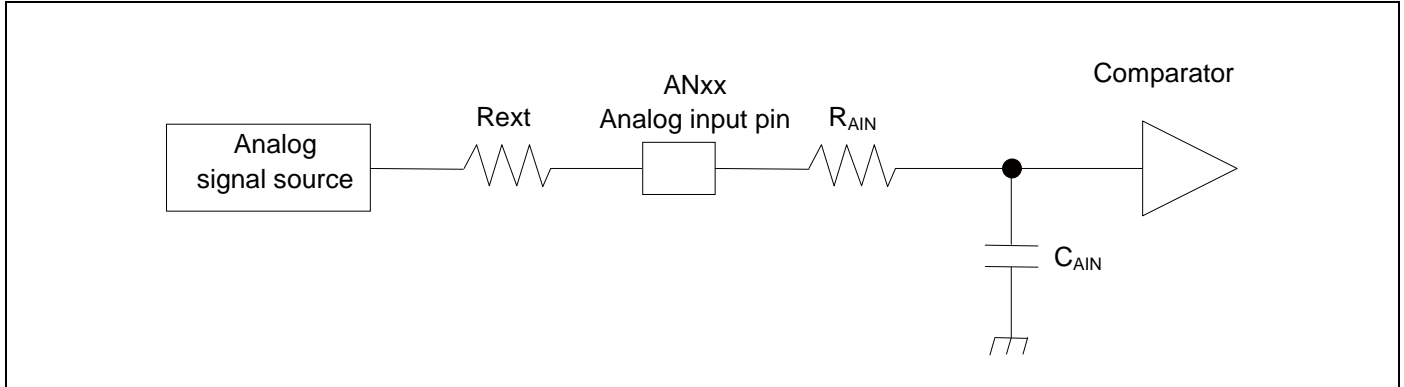 Comparator
ANxx
Analog input pin
Rext
RAIN
Analog
signal source
CAIN